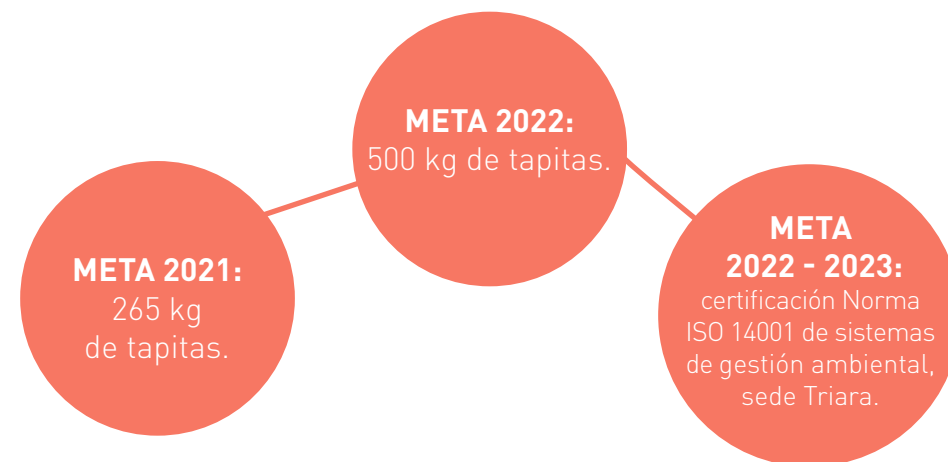 META 2022:
500 kg de tapitas.
META 2021:
265 kg
de tapitas.
META
2022 - 2023:
certificación Norma
ISO 14001 de sistemas
de gestión ambiental,
sede Triara.